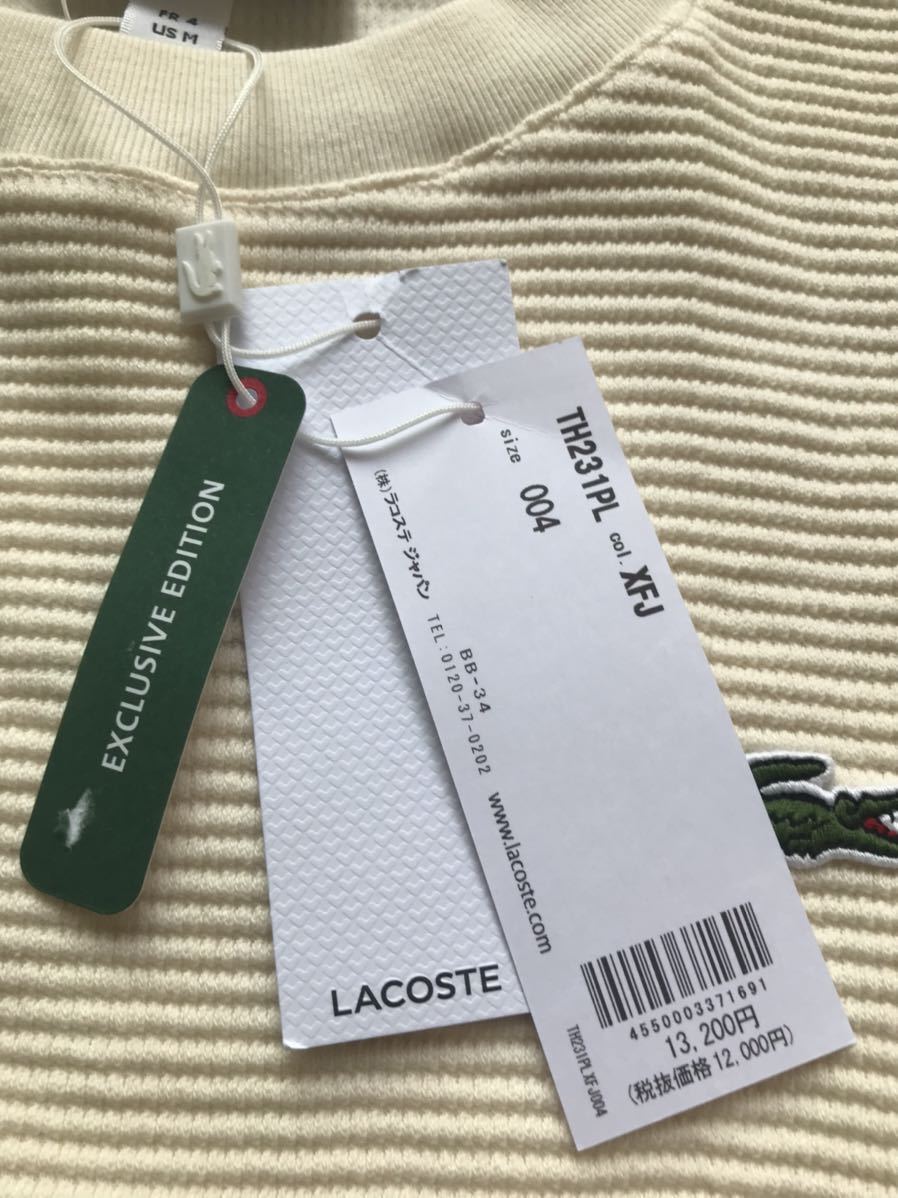 FR 4
US M
EXCLUSIVE EDITION
LACOSTE
TH231PL col. XFJ
size 004
(株)ラコステ ジャパン
BB-34
TEL:0120-37-0202
www.lacoste.com
4550003371691
13,200円
(税抜価格12,000円)
TH231PLXFJ004